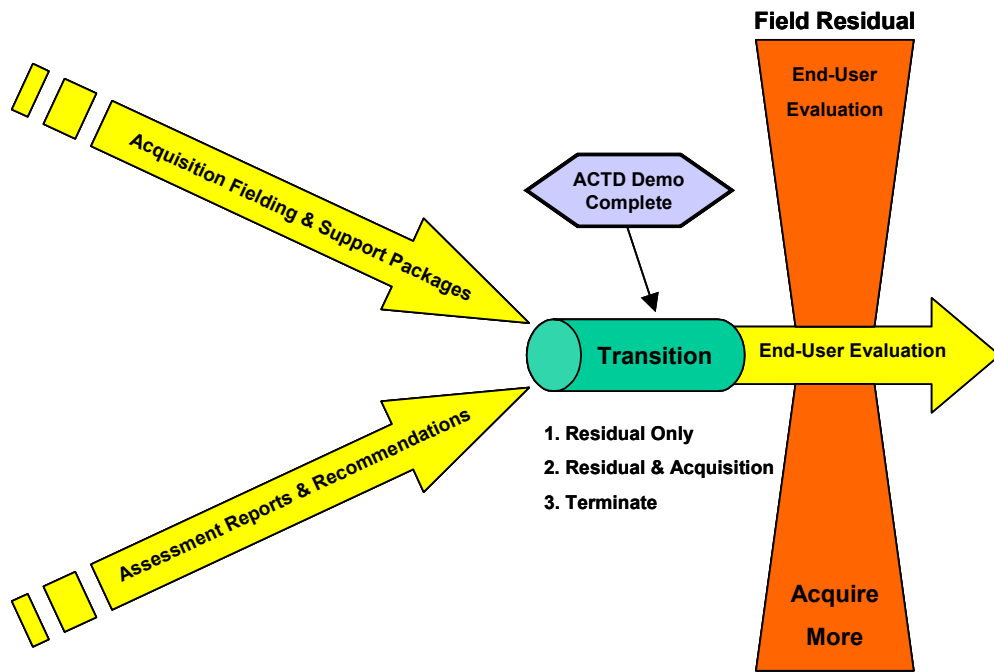 Field Residual
End-User
Evaluation
Acquisition Fielding & Support Packages
ACTD Demo
Complete
Transition
End-User Evaluation
Assessment Reports & Recommendations
1. Residual Only
2. Residual & Acquisition
3. Terminate
Acquire
More